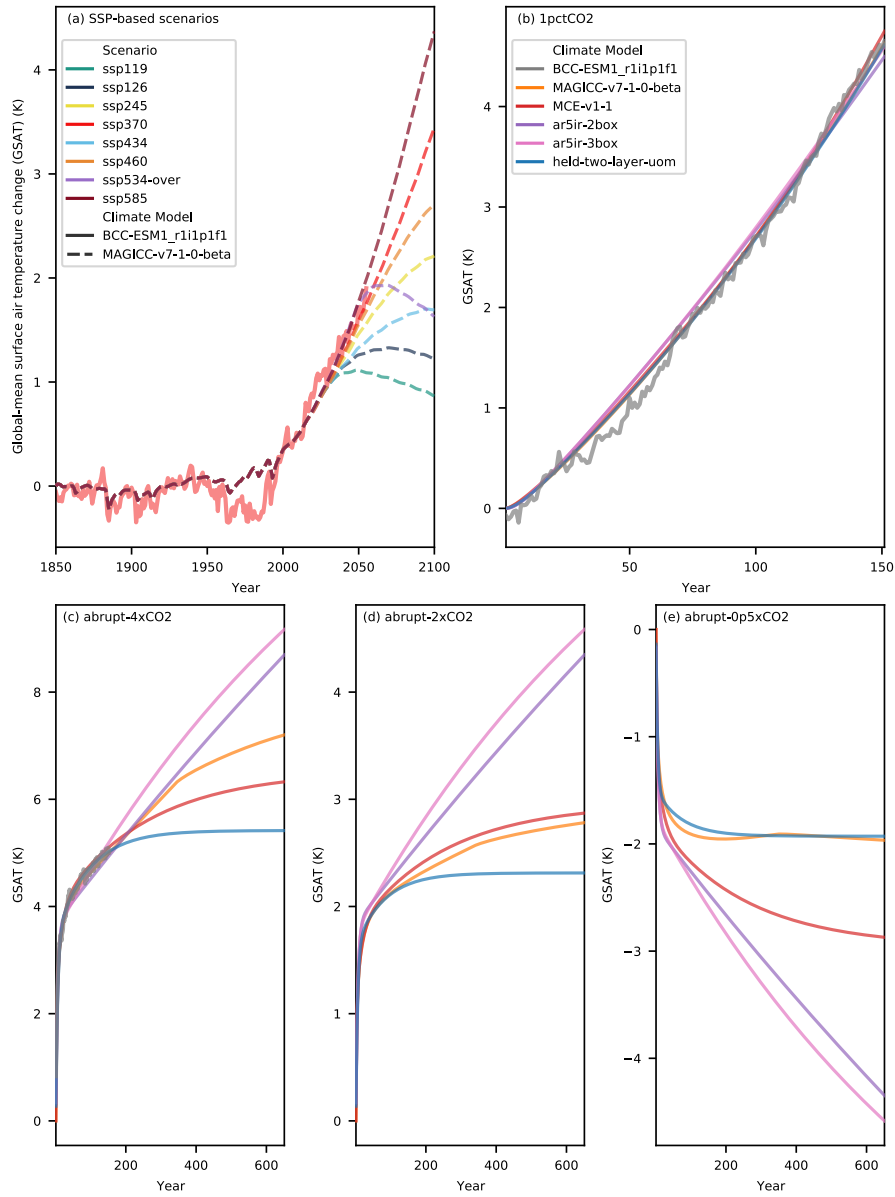 (a) SSP-based scenarios
Global-mean surface air temperature change (GSAT) (K)
4
3
2
1
0
Scenario
ssp119
ssp126
ssp245
ssp370
ssp434
ssp460
ssp534-over
ssp585
Climate Model
BCC-ESM1_r1i1p1f1
MAGICC-v7-1-0-beta
1850
1900
1950
2000
2050
2100
Year
(b) 1pctCO2
GSAT (K)
4
3
2
1
0
Climate Model
BCC-ESM1_r1i1p1f1
MAGICC-v7-1-0-beta
MCE-v1-1
ar5ir-2box
ar5ir-3box
held-two-layer-uom
50
100
150
Year
(c) abrupt-4xCO2
GSAT (K)
8
6
4
2
0
200
400
600
Year
(d) abrupt-2xCO2
GSAT (K)
4
3
2
1
0
200
400
600
Year
(e) abrupt-0p5xCO2
GSAT (K)
0
−1
−2
−3
−4
200
400
600
Year